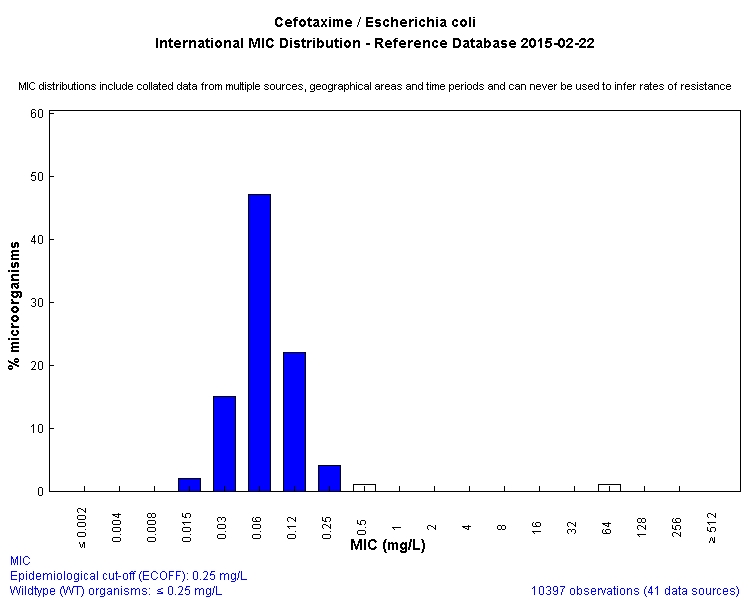 Cefotaxime / Escherichia coli
International MIC Distribution - Reference Database 2015-02-22
MIC distributions include collated data from multiple sources, geographical areas and time periods and can never be used to infer rates of resistance
60
50
40
30
20
10
0
% microorganisms
≤ 0.002
0.004
0.008
0.015
0.03
0.06
0.12
0.25
0.5
1
2
4
8
16
32
64
128
256
≥ 512
MIC (mg/L)
MIC
Epidemiological cut-off (ECOFF): 0.25 mg/L
Wildtype (WT) organisms: ≤ 0.25 mg/L
10397 observations (41 data sources)